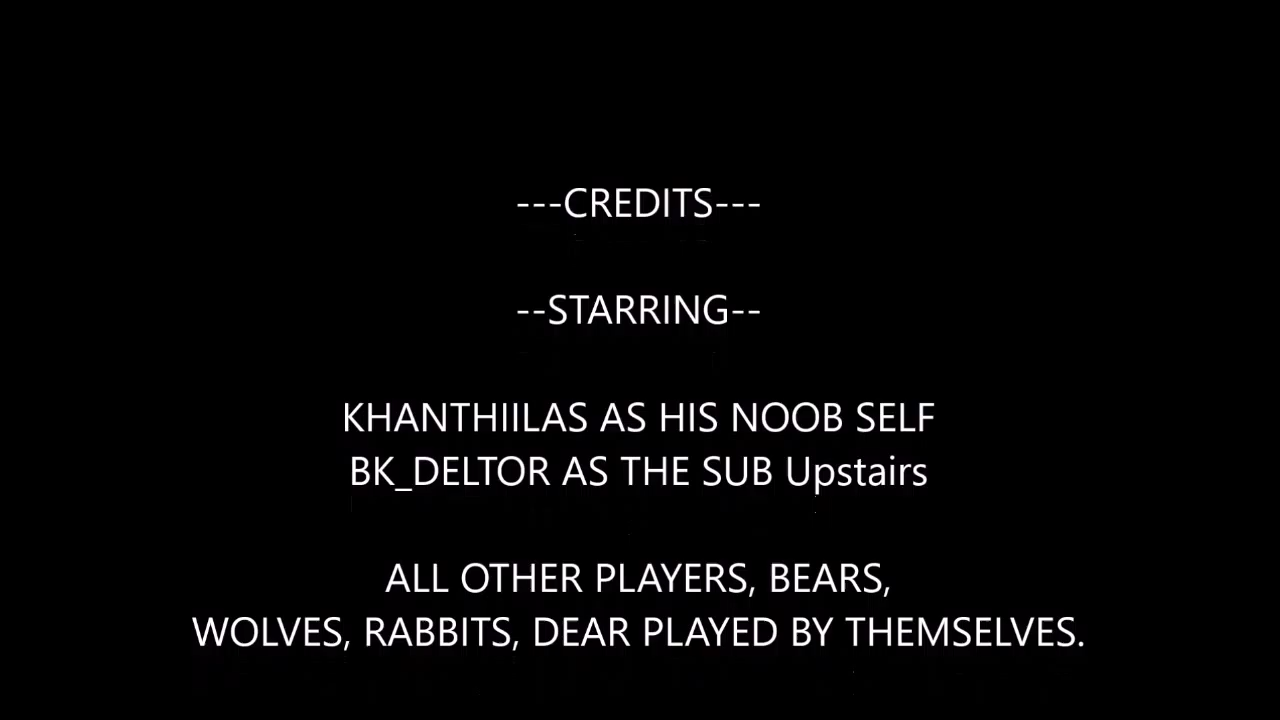 ---CREDITS---
--STARRING--
KHANTHIILAS AS HIS NOOB SELF
BK_DELTOR AS THE SUB Upstairs
ALL OTHER PLAYERS, BEARS,
WOLVES, RABBITS, DEAR PLAYED BY THEMSELVES.